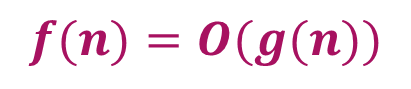 f(n) = O(g(n))